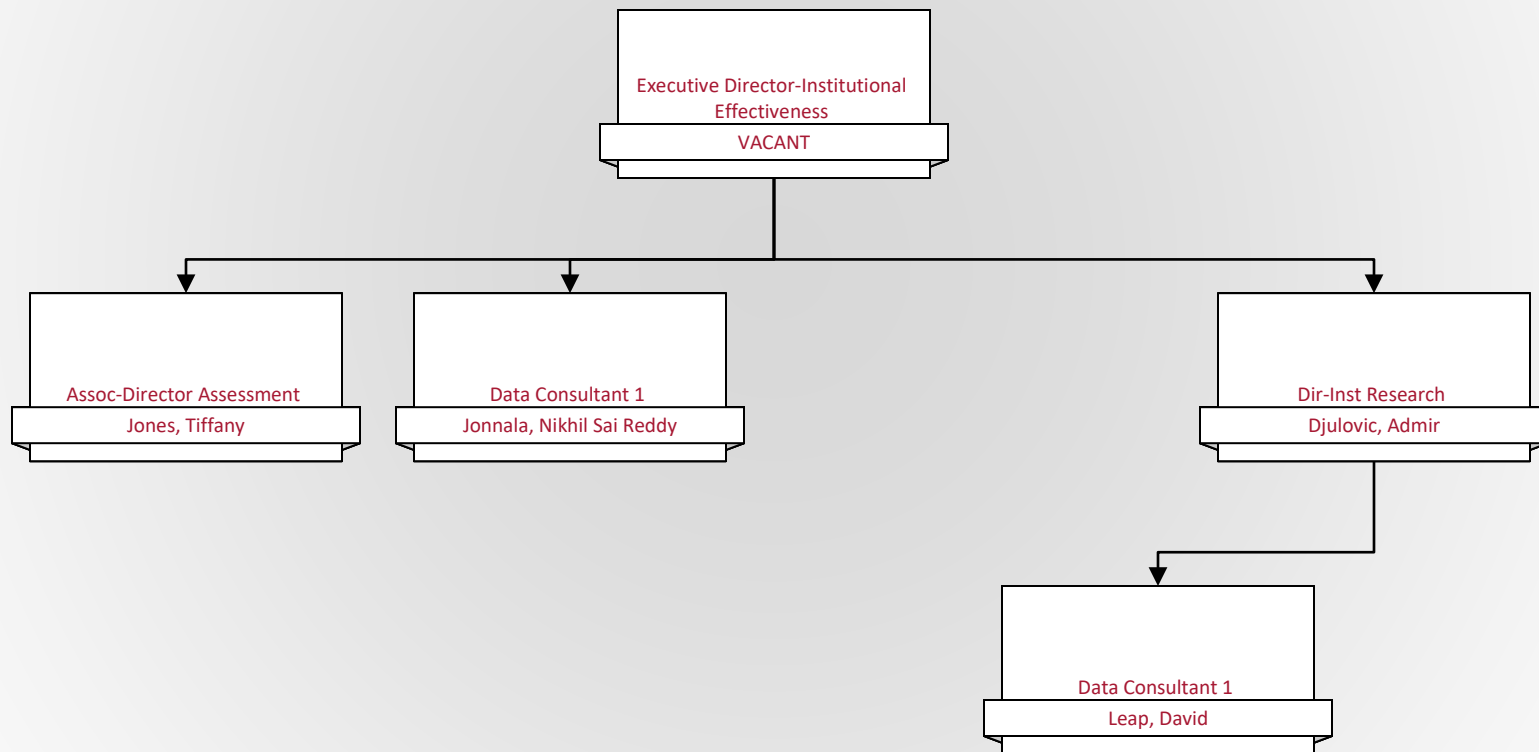 Executive Director-Institutional
Effectiveness
VACANT
Assoc-Director Assessment
Jones, Tiffany
Data Consultant 1
Jonnala, Nikhil Sai Reddy
Dir-Inst Research
Djulovic, Admir
Data Consultant 1
Leap, David